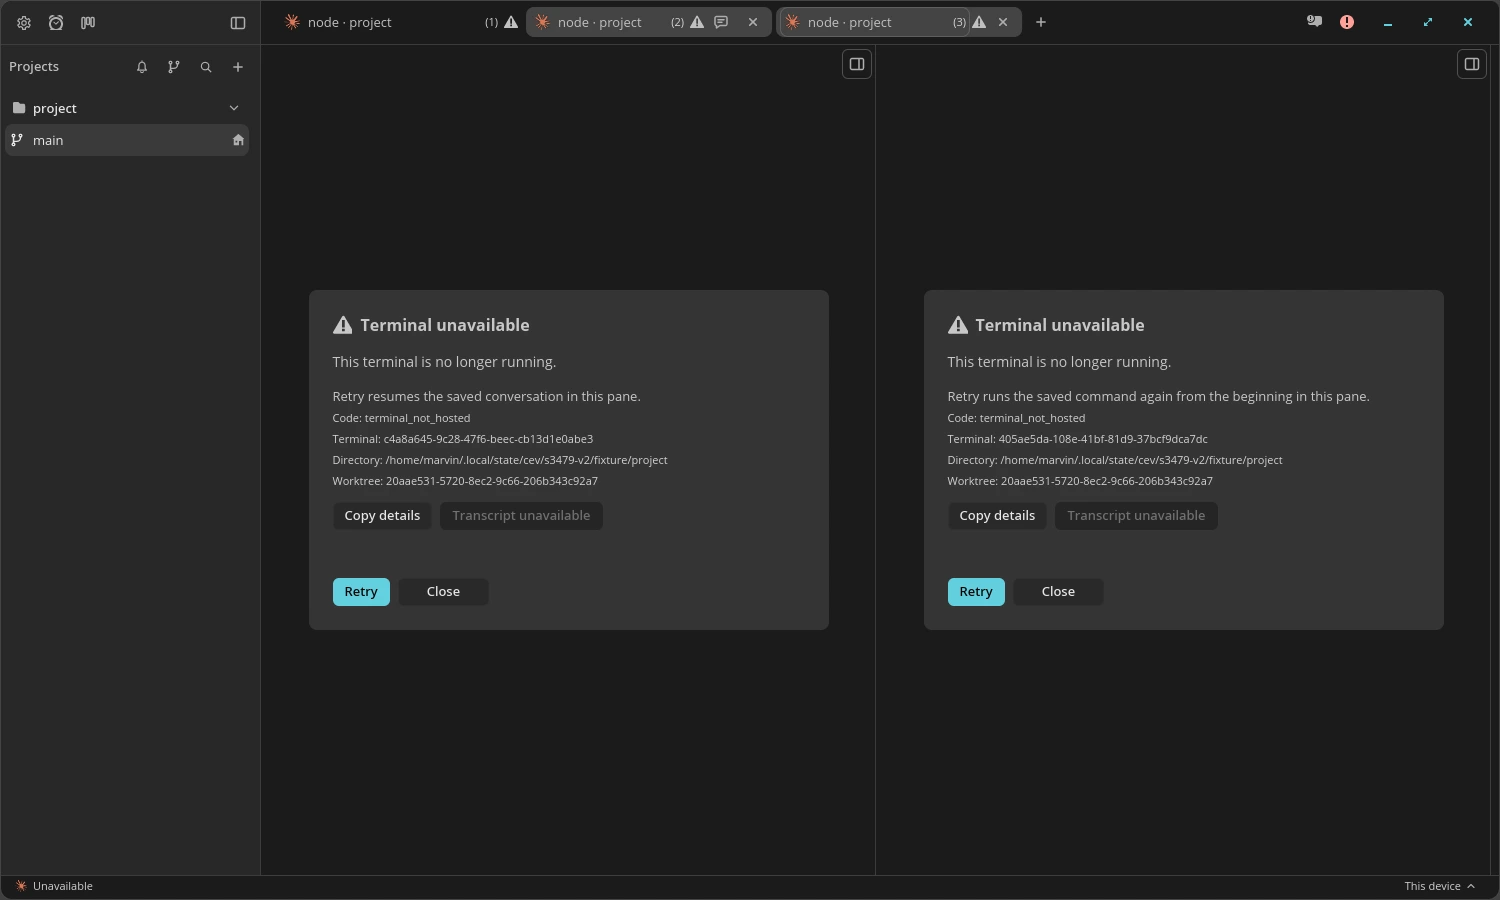 node · project (1)
node · project (2)
node · project (3)
Projects
project
main
Terminal unavailable
This terminal is no longer running.
Retry resumes the saved conversation in this pane.
Code: terminal_not_hosted
Terminal: c4a8a645-9c28-47f6-beec-cb13d1e0abe3
Directory: /home/marvin/.local/state/cev/s3479-v2/fixture/project
Worktree: 20aae531-5720-8ec2-9c66-206b343c92a7
Copy details
Transcript unavailable
Retry
Close
Terminal unavailable
This terminal is no longer running.
Retry runs the saved command again from the beginning in this pane.
Code: terminal_not_hosted
Terminal: 405ae5da-108e-41bf-81d9-37bcf9dca7dc
Directory: /home/marvin/.local/state/cev/s3479-v2/fixture/project
Worktree: 20aae531-5720-8ec2-9c66-206b343c92a7
Copy details
Transcript unavailable
Retry
Close
Unavailable
This device